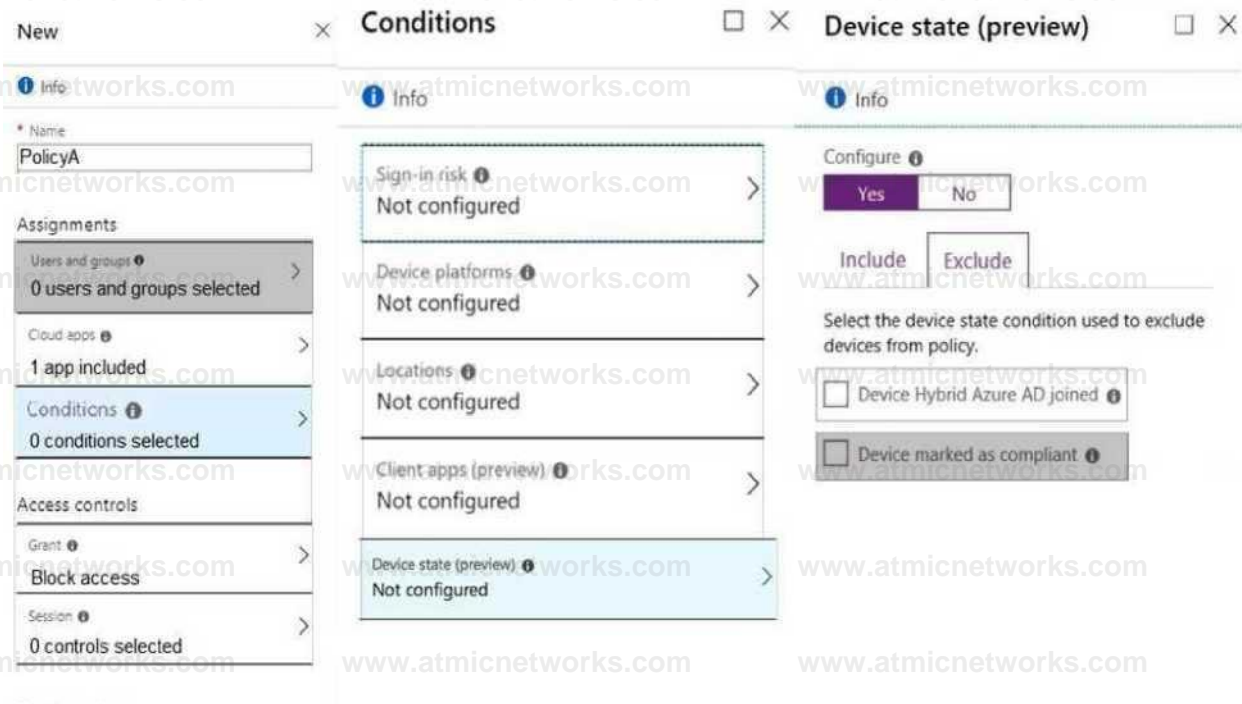 New
Info
* Name
PolicyA
Assignments
Users and groups
0 users and groups selected
Cloud apps
1 app included
Conditions
0 conditions selected
Access controls
Grant
Block access
Session
0 controls selected
Conditions
Info
Sign-in risk
Not configured
Device platforms
Not configured
Locations
Not configured
Client apps (preview)
Not configured
Device state (preview)
Not configured
Device state (preview)
Info
Configure
Yes No
Include Exclude
Select the device state condition used to exclude
devices from policy.
Device Hybrid Azure AD joined
Device marked as compliant
www.atmicnetworks.com